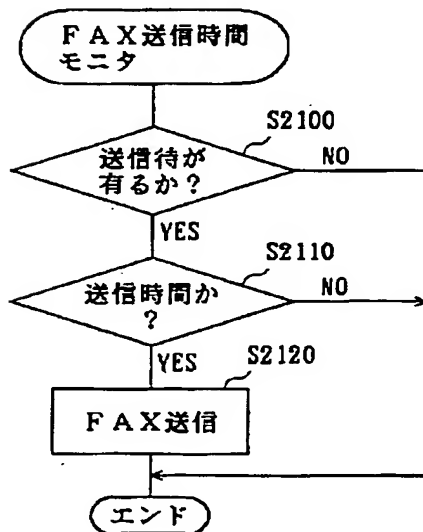 ＦＡＸ送信時間
モニタ
S2100
送信待が
有るか？
NO
YES
S2110
送信時間か
？
NO
YES
S2120
ＦＡＸ送信
エンド